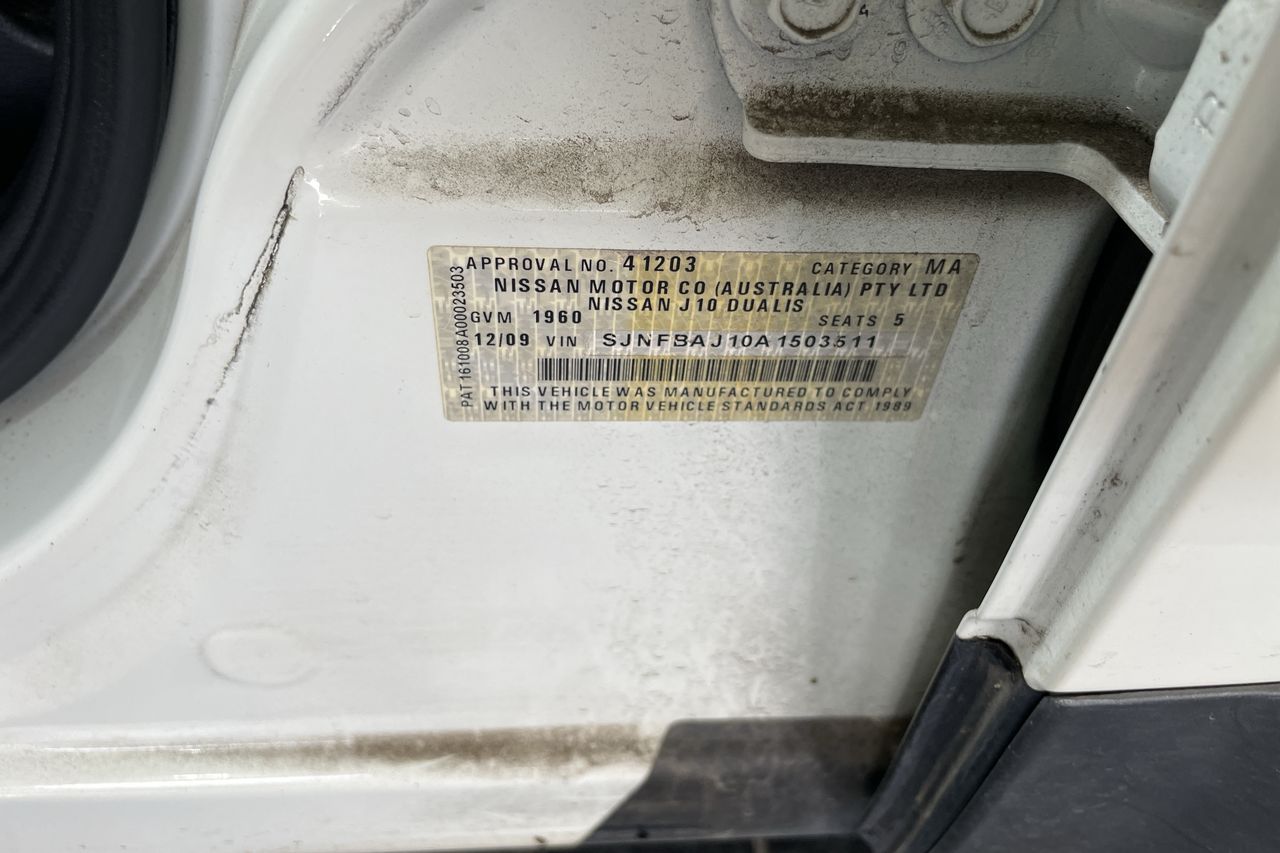 APPROVAL NO. 41203 CATEGORY MA
NISSAN MOTOR CO (AUSTRALIA) PTY LTD
NISSAN J10 DUALIS
GVM 1960 SEATS 5
12/09 VIN SJNFBAJ10A1503511
THIS VEHICLE WAS MANUFACTURED TO COMPLY
WITH THE MOTOR VEHICLE STANDARDS ACT 1989
PAT 161008A00023503